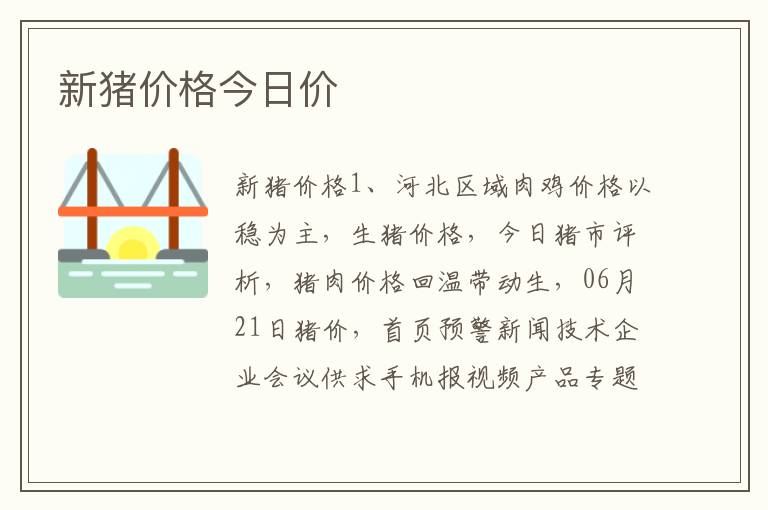 新猪价格今日价
新猪价格1、河北区域肉鸡价格以
稳为主，生猪价格，今日猪市评
析，猪肉价格回温带动生，06月
21日猪价，首页预警新闻技术企
业会议供求手机报视频产品专题